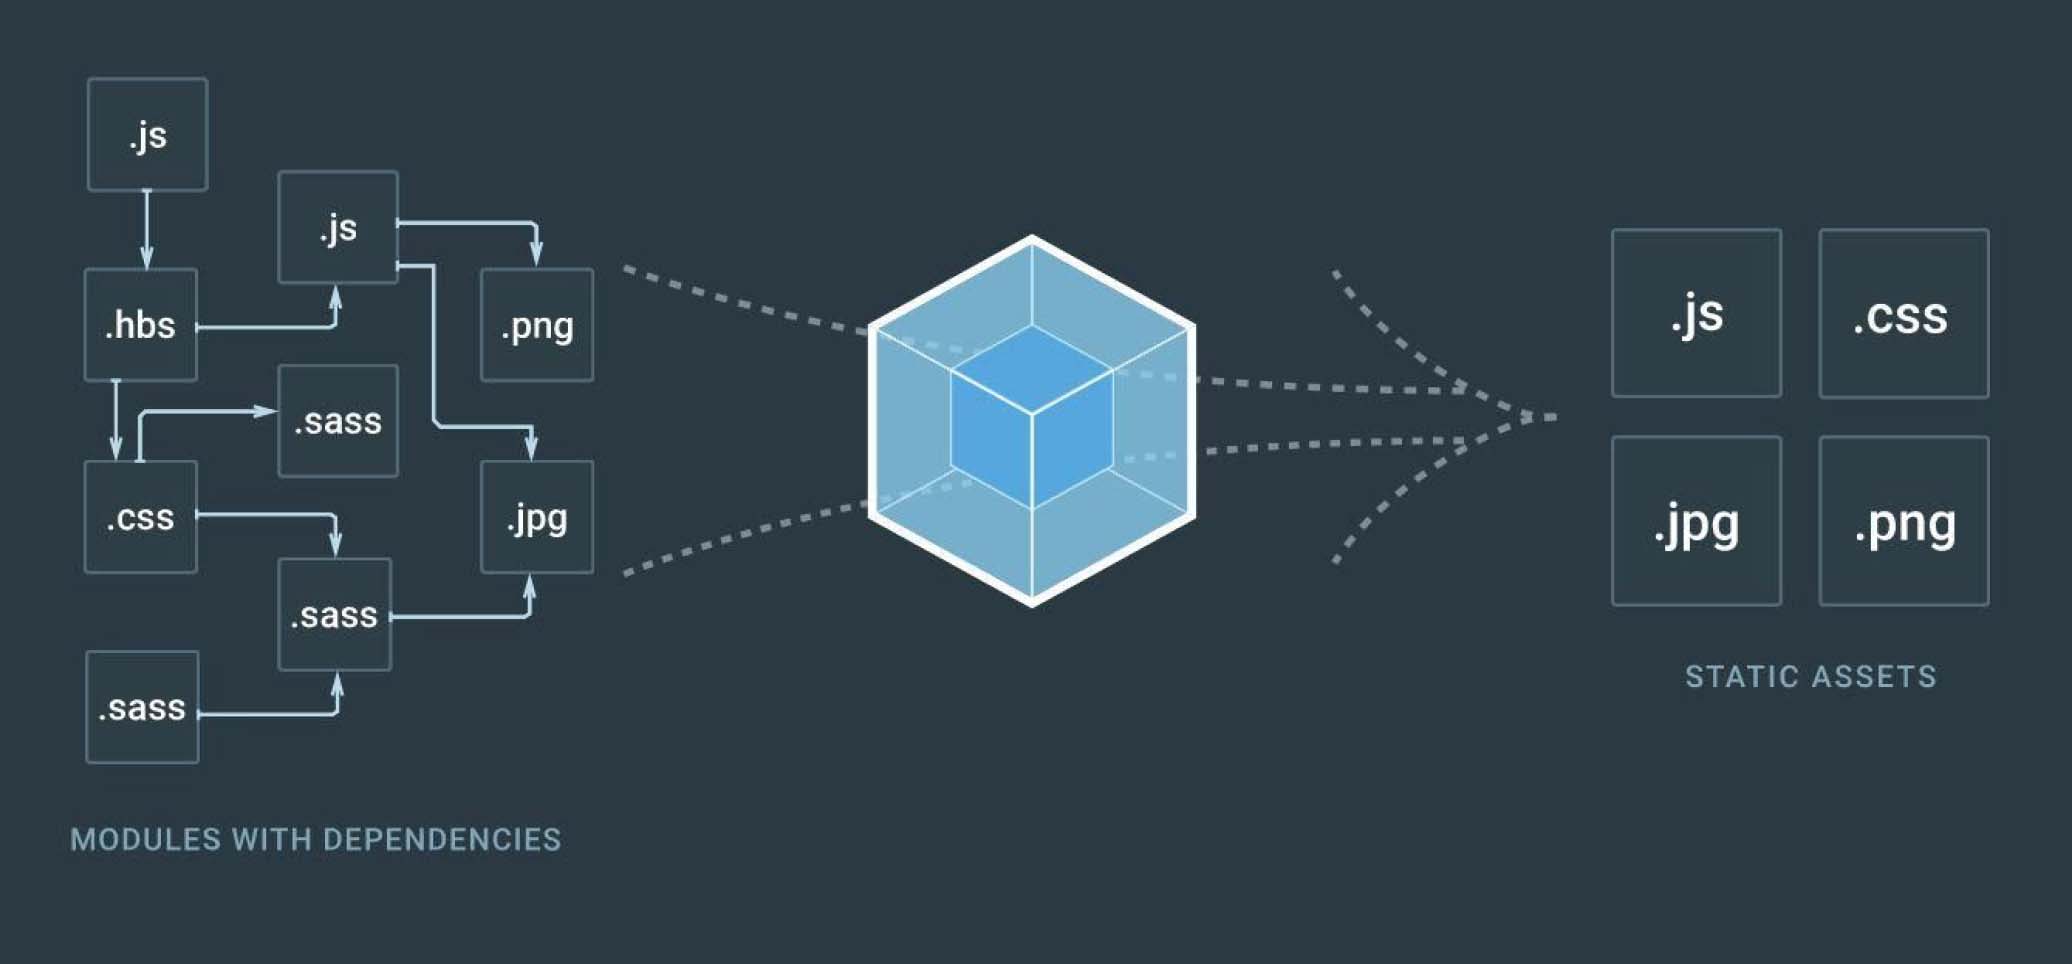 .js
.js
.hbs
.png
.sass
.css
.jpg
.sass
.sass
MODULES WITH DEPENDENCIES
.js
.css
.jpg
.png
STATIC ASSETS